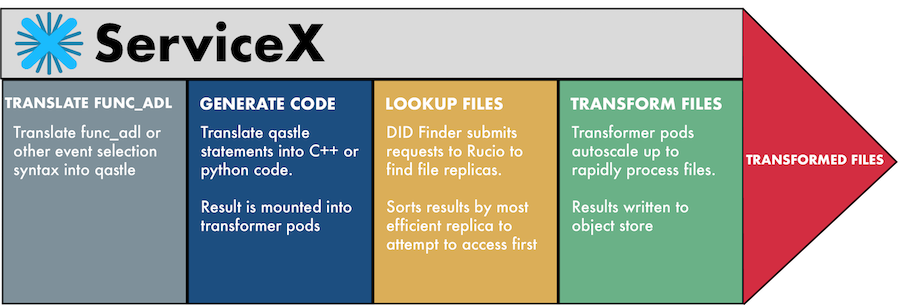 ServiceX
TRANSLATE FUNC_ADL
Translate func_adl or
other event selection
syntax into qastle
GENERATE CODE
Translate qastle
statements into C++ or
python code.
Result is mounted into
transformer pods
LOOKUP FILES
DID Finder submits
requests to Rucio to
find file replicas.
Sorts results by most
efficient replica to
attempt to access first
TRANSFORM FILES
Transformer pods
autoscale up to
rapidly process files.
Results written to
object store
TRANSFORMED FILES